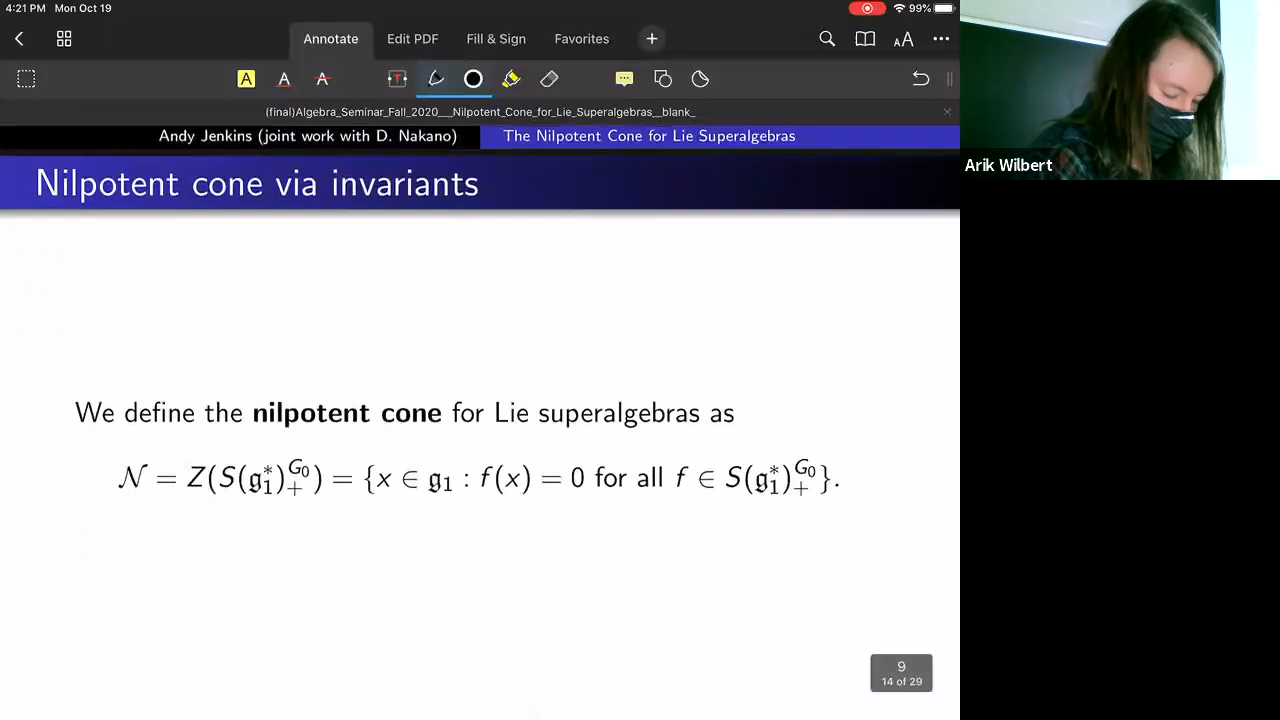 4:21 PM Mon Oct 19
99%
Annotate Edit PDF Fill & Sign Favorites
(final)Algebra_Seminar_Fall_2020___Nilpotent_Cone_for_Lie_Superalgebras__blank_
Andy Jenkins (joint work with D. Nakano) The Nilpotent Cone for Lie Superalgebras
Nilpotent cone via invariants
We define the nilpotent cone for Lie superalgebras as
𝒩 = Z(S(𝔤₁*)₊^{G₀}) = {x ∈ 𝔤₁ : f(x) = 0 for all f ∈ S(𝔤₁*)₊^{G₀}}.
9
14 of 29
Arik Wilbert